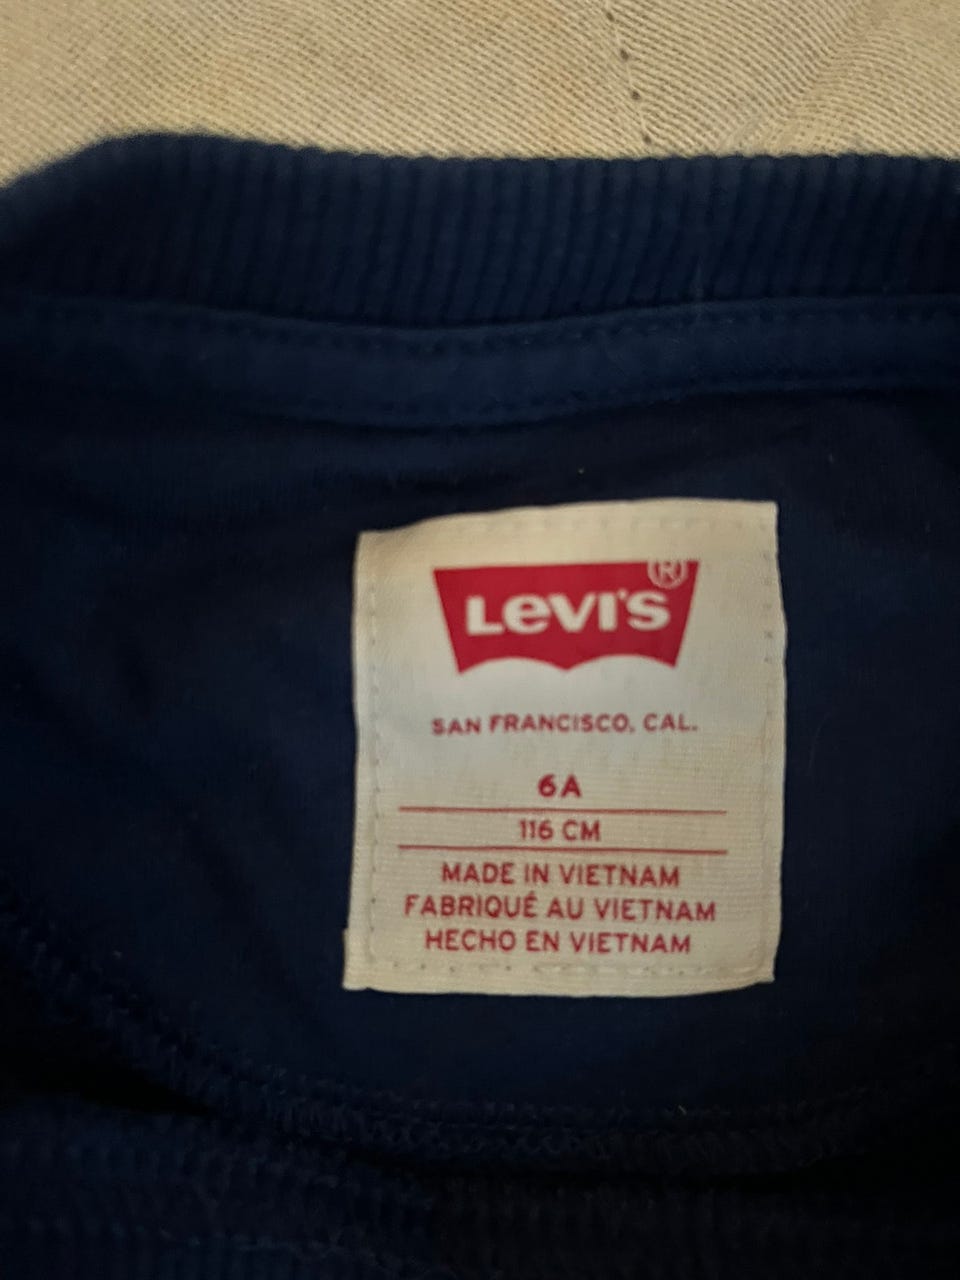 Levi's®
SAN FRANCISCO, CAL.
6A
116 CM
MADE IN VIETNAM
FABRIQUÉ AU VIETNAM
HECHO EN VIETNAM